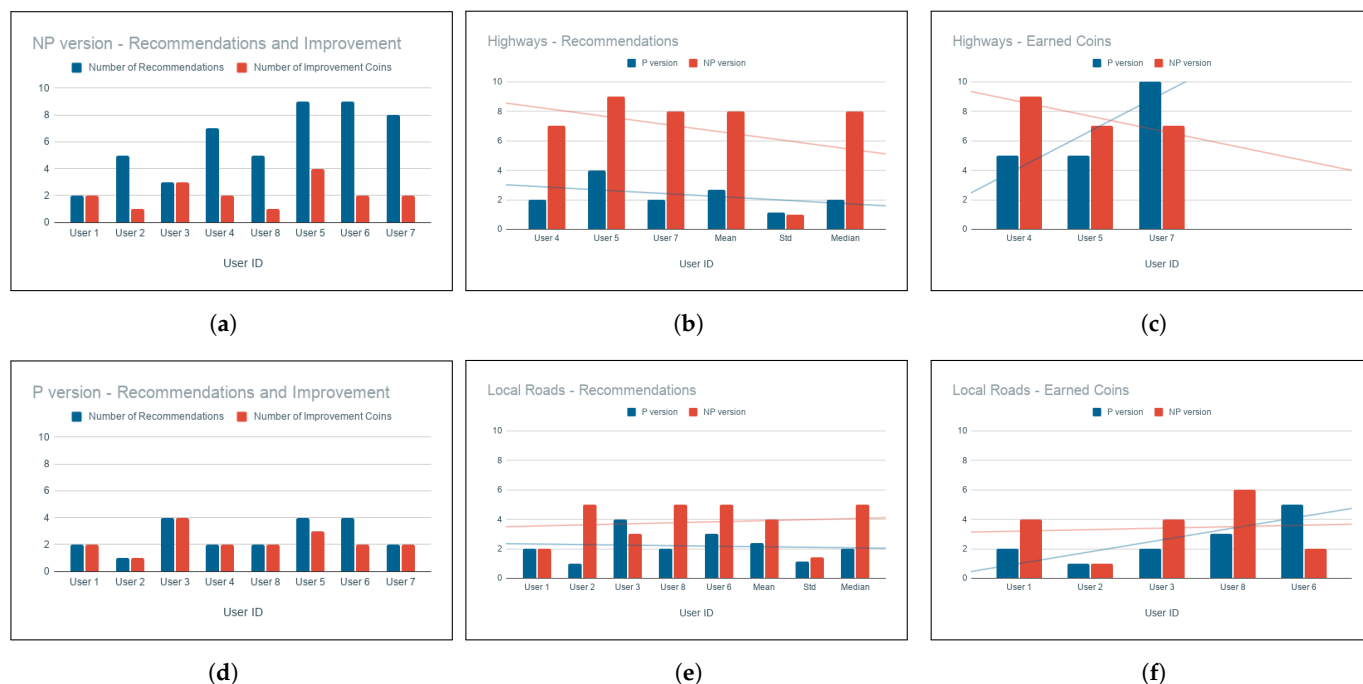 NP version - Recommendations and Improvement
Number of Recommendations Number of Improvement Coins
10
8
6
4
2
0
User 1 User 2 User 3 User 4 User 8 User 5 User 6 User 7
User ID
(a)
Highways - Recommendations
P version NP version
10
8
6
4
2
0
User 4 User 5 User 7 Mean Std Median
User ID
(b)
Highways - Earned Coins
P version NP version
10
8
6
4
2
0
User 4 User 5 User 7
User ID
(c)
P version - Recommendations and Improvement
Number of Recommendations Number of Improvement Coins
10
8
6
4
2
0
User 1 User 2 User 3 User 4 User 8 User 5 User 6 User 7
User ID
(d)
Local Roads - Recommendations
P version NP version
10
8
6
4
2
0
User 1 User 2 User 3 User 8 User 6 Mean Std Median
User ID
(e)
Local Roads - Earned Coins
P version NP version
10
8
6
4
2
0
User 1 User 2 User 3 User 8 User 6
User ID
(f)